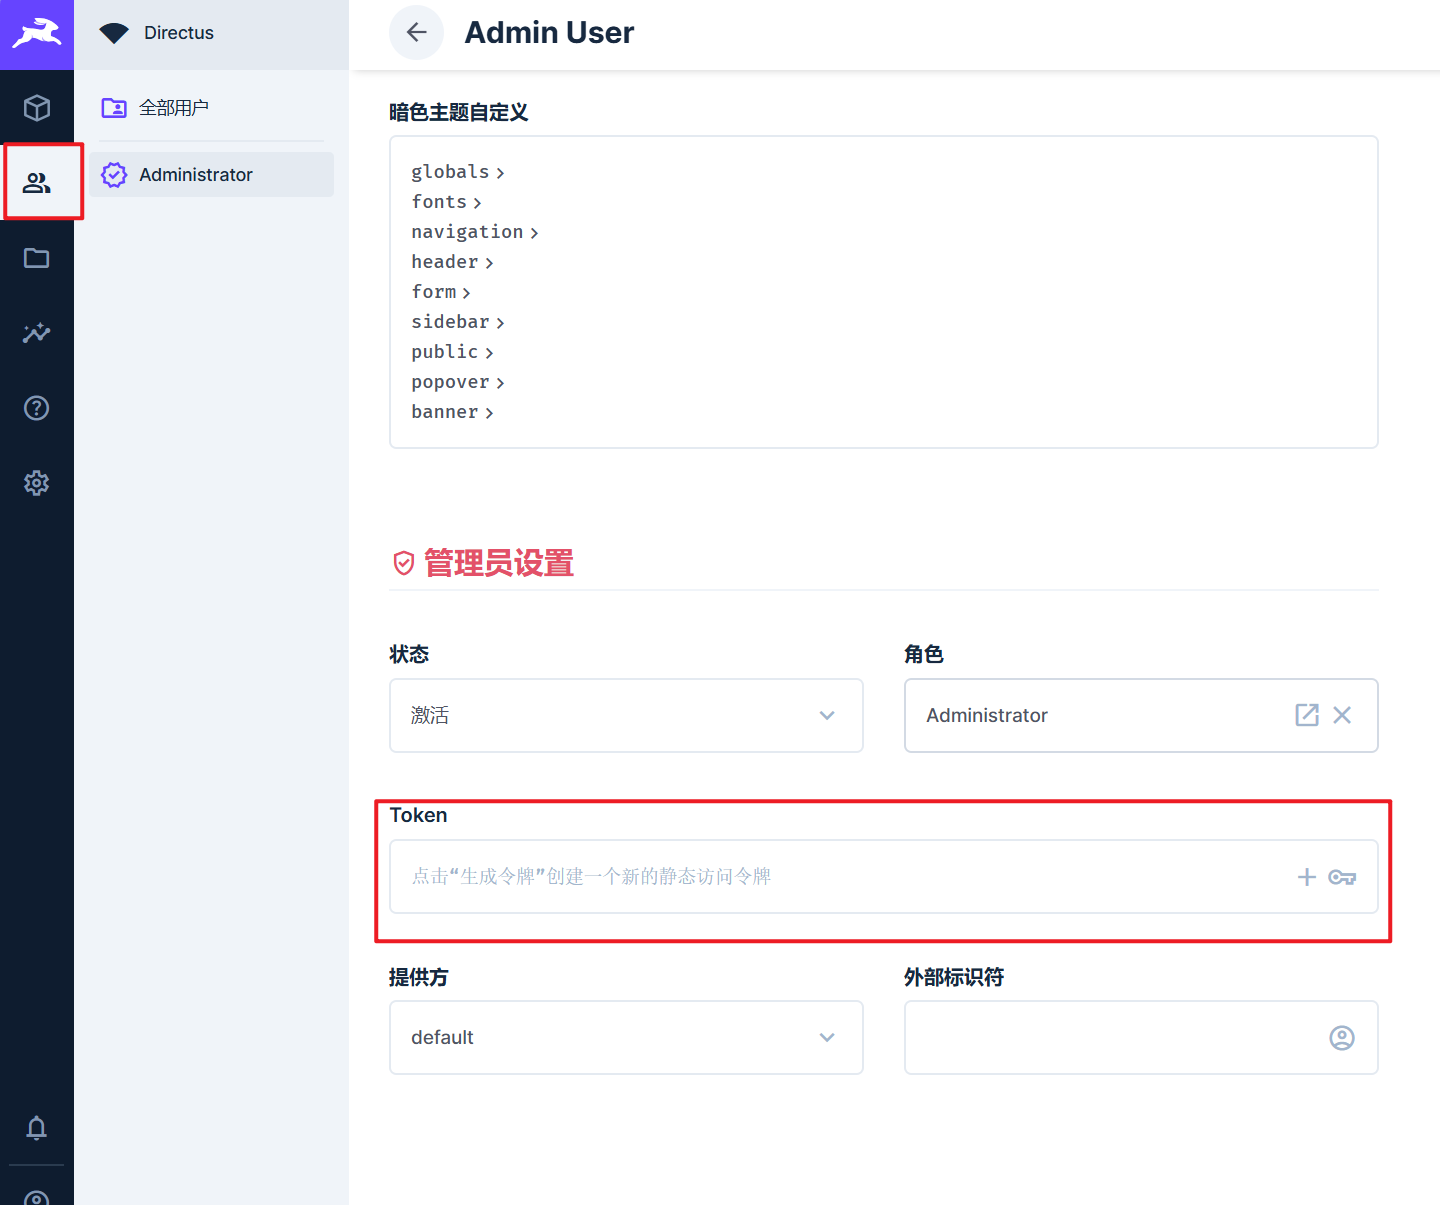 Directus
Admin User
全部用户
Administrator
暗色主题自定义
globals
fonts
navigation
header
form
sidebar
public
popover
banner
管理员设置
状态
角色
激活
Administrator
Token
点击“生成令牌”创建一个新的静态访问令牌
提供方
外部标识符
default